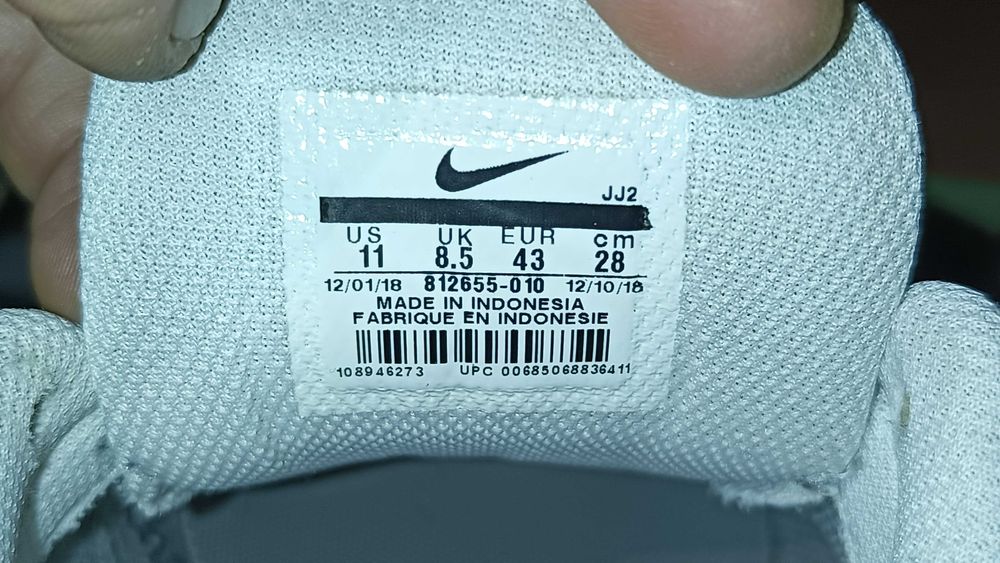 JJ2
US UK EUR cm
11 8.5 43 28
12/01/18 812655-010 12/10/18
MADE IN INDONESIA
FABRIQUE EN INDONESIE
108946273 UPC 00685068836411